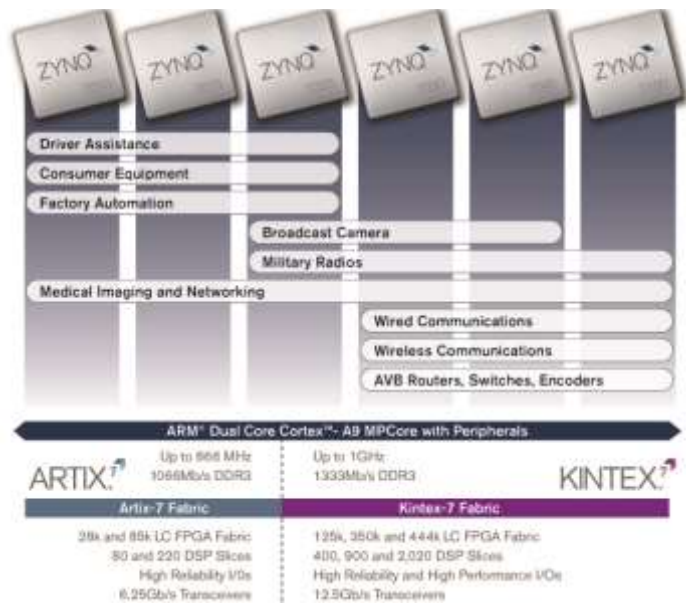 ZYNQ ZYNQ ZYNQ ZYNQ ZYNQ ZYNQ
Driver Assistance
Consumer Equipment
Factory Automation
Broadcast Camera
Military Radios
Medical Imaging and Networking
Wired Communications
Wireless Communications
AVB Routers, Switches, Encoders
ARM® Dual Core Cortex™- A9 MPCore with Peripherals
ARTIX.7
Up to 866 MHz
1066Mb/s DDR3
Up to 1GHz
1333Mb/s DDR3
KINTEX.7
Artix-7 Fabric
Kintex-7 Fabric
28k and 85k LC FPGA Fabric
80 and 220 DSP Slices
High Reliability I/Os
6.25Gb/s Transceivers
125k, 350k and 444k LC FPGA Fabric
400, 900 and 2,020 DSP Slices
High Reliability and High Performance I/Os
12.5Gb/s Transceivers